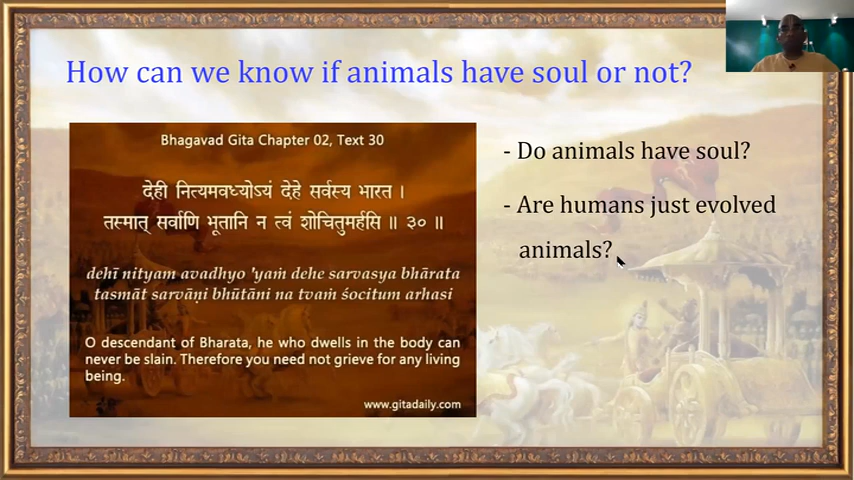 How can we know if animals have soul or not?
Bhagavad Gita Chapter 02, Text 30
देही नित्यमवध्योऽयं देहे सर्वस्य भारत ।
तस्मात् सर्वाणि भूतानि न त्वं शोचितुमर्हसि ॥ ३० ॥
dehī nityam avadhyo 'yaṁ dehe sarvasya bhārata
tasmāt sarvāṇi bhūtāni na tvaṁ śocitum arhasi
O descendant of Bharata, he who dwells in the body can
never be slain. Therefore you need not grieve for any living
being.
www.gitadaily.com
- Do animals have soul?
- Are humans just evolved
animals?